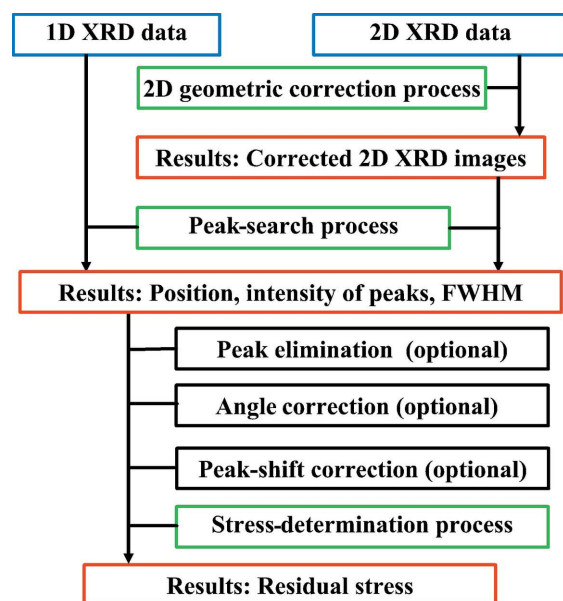 1D XRD data
2D XRD data
2D geometric correction process
Results: Corrected 2D XRD images
Peak-search process
Results: Position, intensity of peaks, FWHM
Peak elimination (optional)
Angle correction (optional)
Peak-shift correction (optional)
Stress-determination process
Results: Residual stress